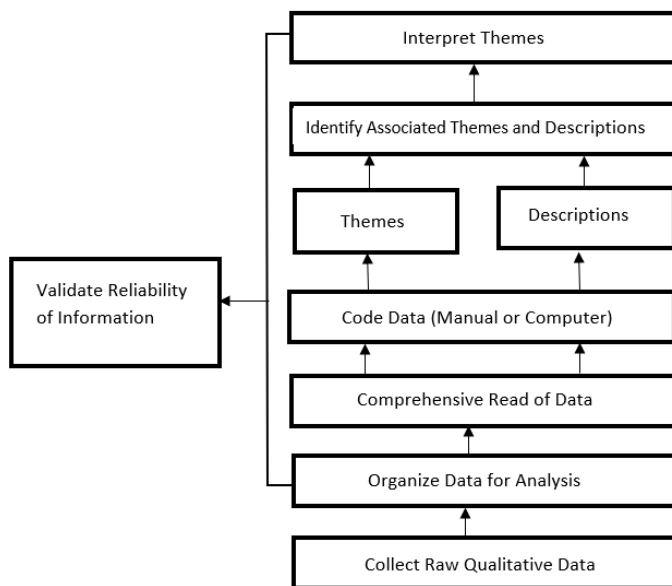 Interpret Themes
Identify Associated Themes and Descriptions
Themes
Descriptions
Validate Reliability
of Information
Code Data (Manual or Computer)
Comprehensive Read of Data
Organize Data for Analysis
Collect Raw Qualitative Data